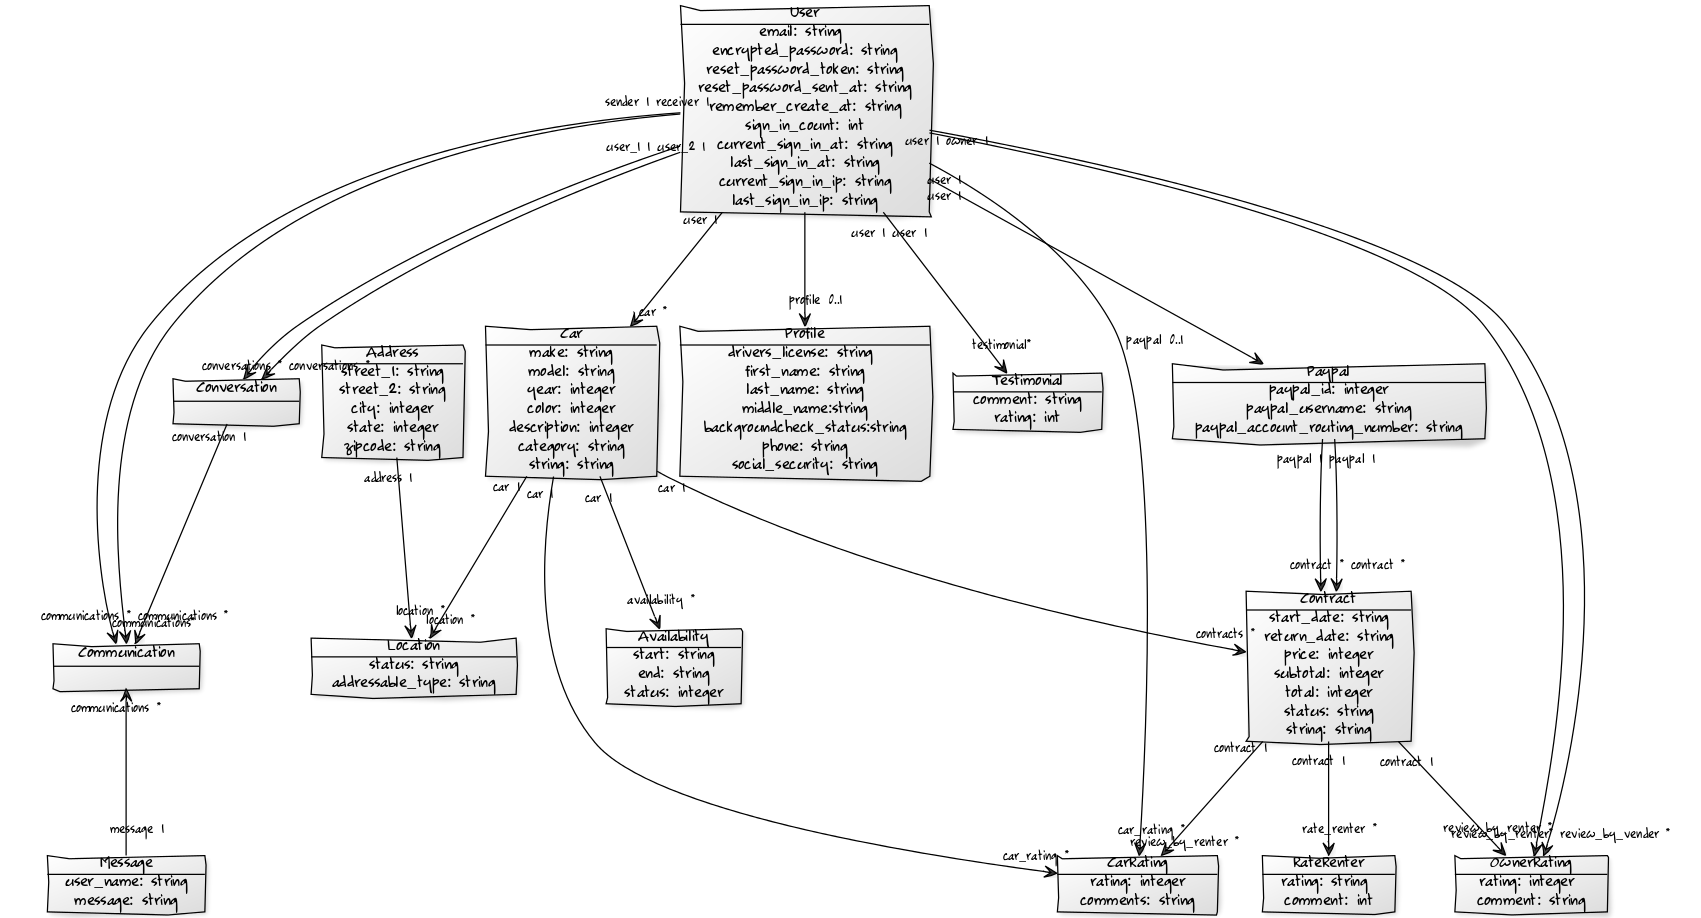 User
email: string
encrypted_password: string
reset_password_token: string
reset_password_sent_at: string
remember_create_at: string
sign_in_count: int
current_sign_in_at: string
last_sign_in_at: string
current_sign_in_ip: string
last_sign_in_ip: string
sender 1 receiver 1
user_1 1 user_2 1
user 1 owner 1
user 1
user 1
user 1
user 1 user 1
car *
profile 0..1
testimonial*
paypal 0..1
conversations * conversations *
Conversation
conversation 1
Address
street_1: string
street_2: string
city: integer
state: integer
zipcode: string
address 1
Car
make: string
model: string
year: integer
color: integer
description: integer
category: string
string: string
car 1
car 1
car 1
car 1
Profile
drivers_license: string
first_name: string
last_name: string
middle_name:string
backgroundcheck_status:string
phone: string
social_security: string
Testimonial
comment: string
rating: int
Paypal
paypal_id: integer
paypal_username: string
paypal_account_routing_number: string
paypal 1 paypal 1
contract * contract *
communications * communications *
communications *
Communication
communications *
location *
location *
Location
status: string
addressable_type: string
availability *
Availability
start: string
end: string
status: integer
contracts *
Contract
start_date: string
return_date: string
price: integer
subtotal: integer
total: integer
status: string
string: string
contract 1
contract 1
contract 1
message 1
Message
user_name: string
message: string
car_rating *
car_rating *
review_by_renter *
CarRating
rating: integer
comments: string
rate_renter *
RateRenter
rating: string
comment: int
review_by_renter *
review_by_renter * review_by_vender *
OwnerRating
rating: integer
comment: string